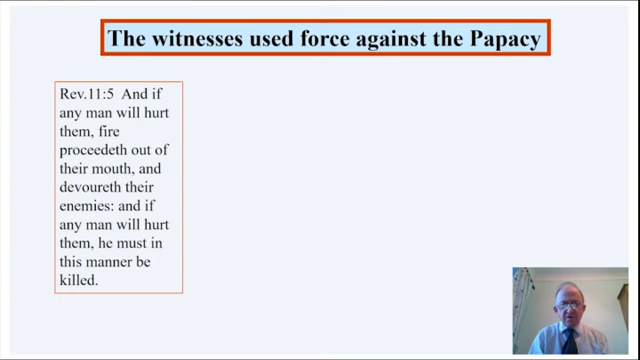 The witnesses used force against the Papacy
Rev.11:5 And if
any man will hurt
them, fire
proceedeth out of
their mouth, and
devoureth their
enemies: and if
any man will hurt
them, he must in
this manner be
killed.